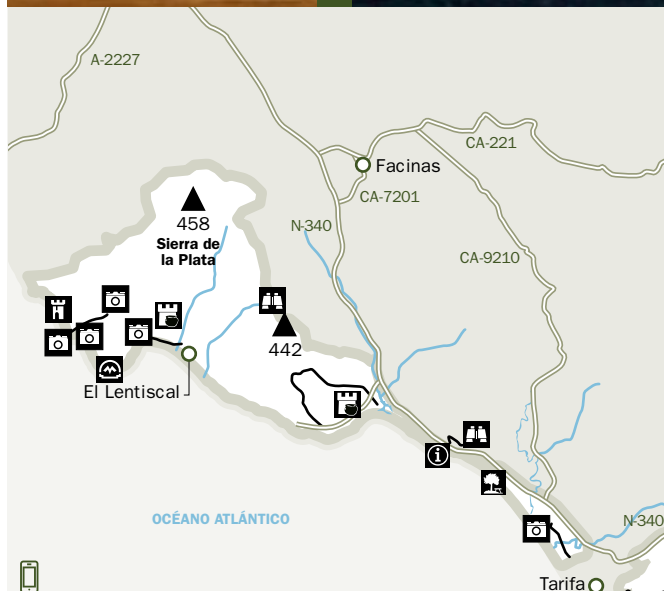 A-2227
CA-221
Facinas
CA-7201
458
Sierra de
la Plata
N-340
CA-9210
442
El Lentiscal
OCÉANO ATLÁNTICO
N-340
Tarifa